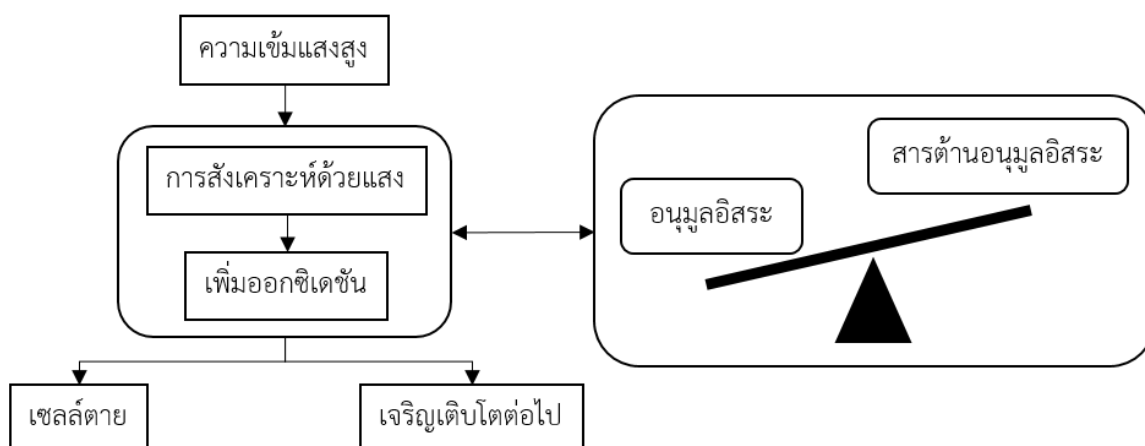 ความเข้มแสงสูง
การสังเคราะห์ด้วยแสง
เพิ่มออกซิเดชัน
เซลล์ตาย
เจริญเติบโตต่อไป
อนุมูลอิสระ
สารต้านอนุมูลอิสระ